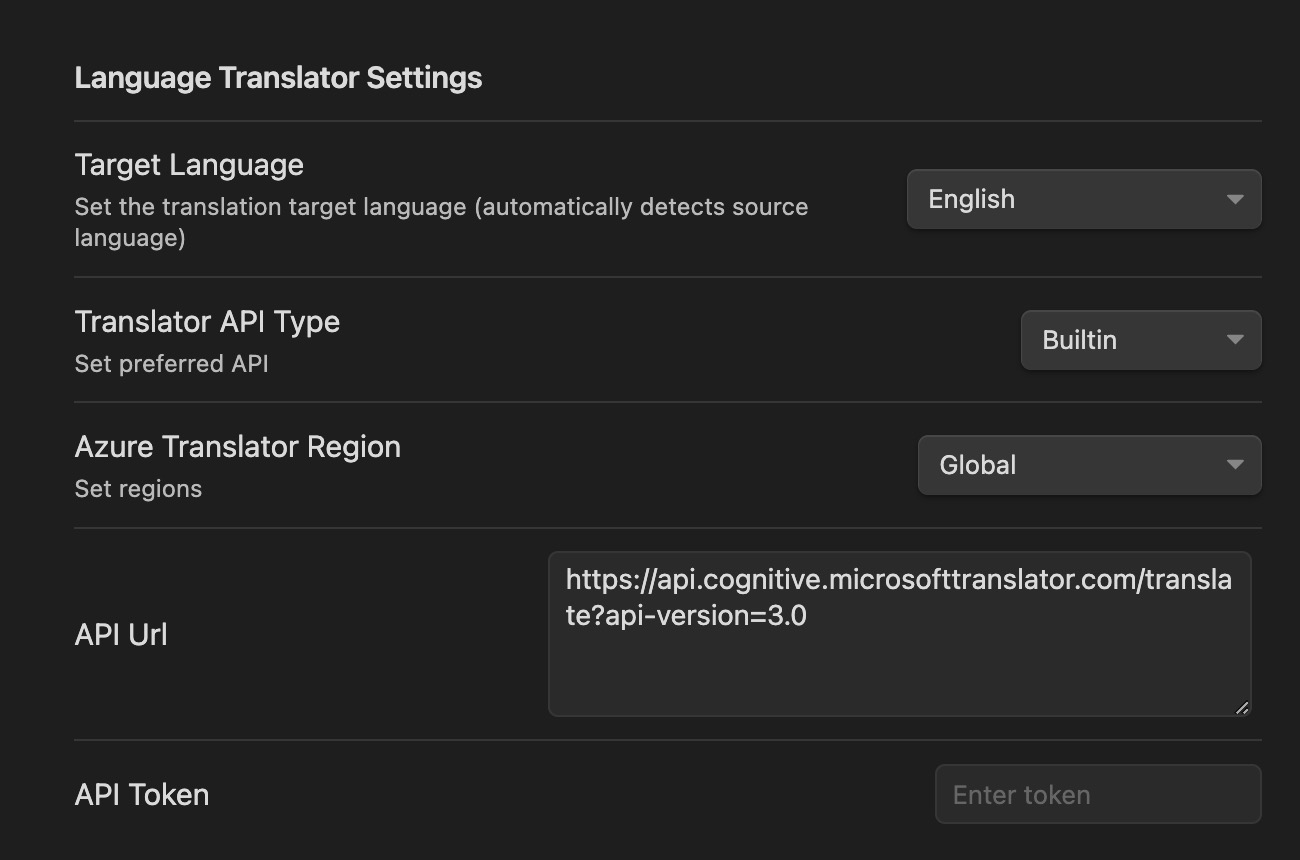 Language Translator Settings
Target Language
Set the translation target language (automatically detects source
language)
English
Translator API Type
Set preferred API
Builtin
Azure Translator Region
Set regions
Global
API Url
https://api.cognitive.microsofttranslator.com/transla
te?api-version=3.0
API Token
Enter token